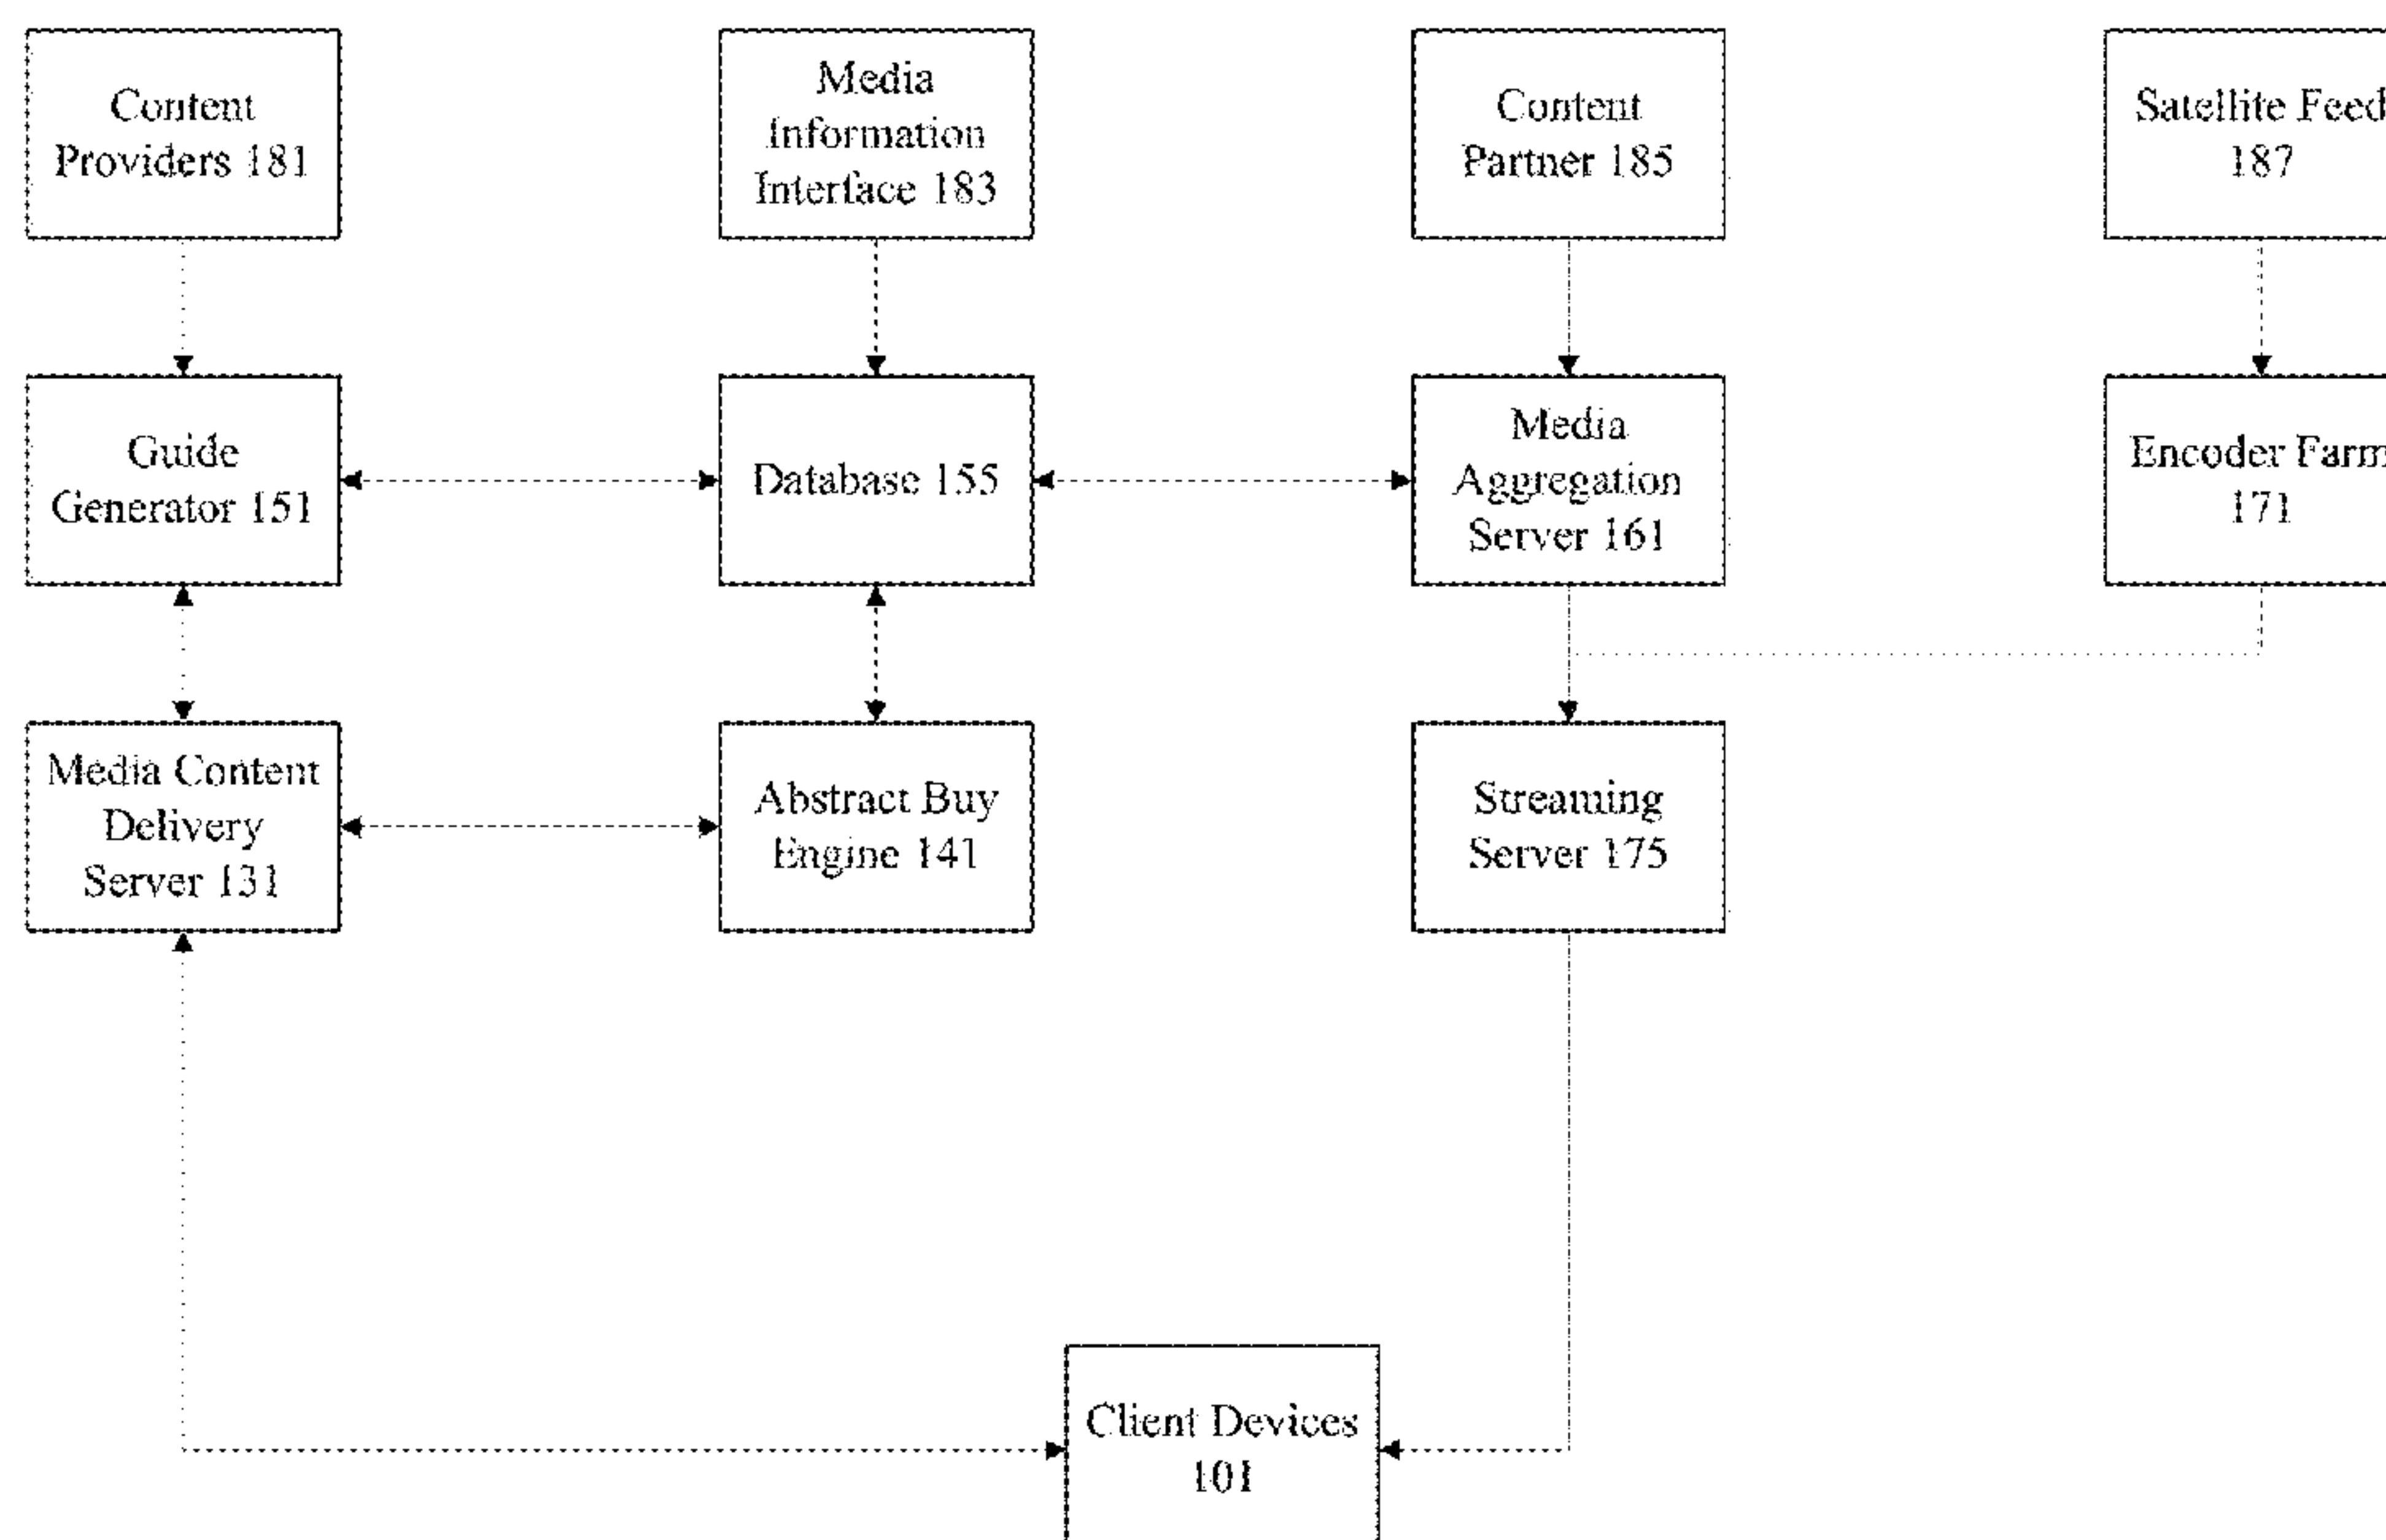 Content
Providers 181
Media
Information
Interface 183
Content
Partner 185
Satellite Feed
187
Guide
Generator 151
Database 155
Media
Aggregation
Server 161
Encoder Farm
171
Media Content
Delivery
Server 131
Abstract Buy
Engine 141
Streaming
Server 175
Client Devices
101